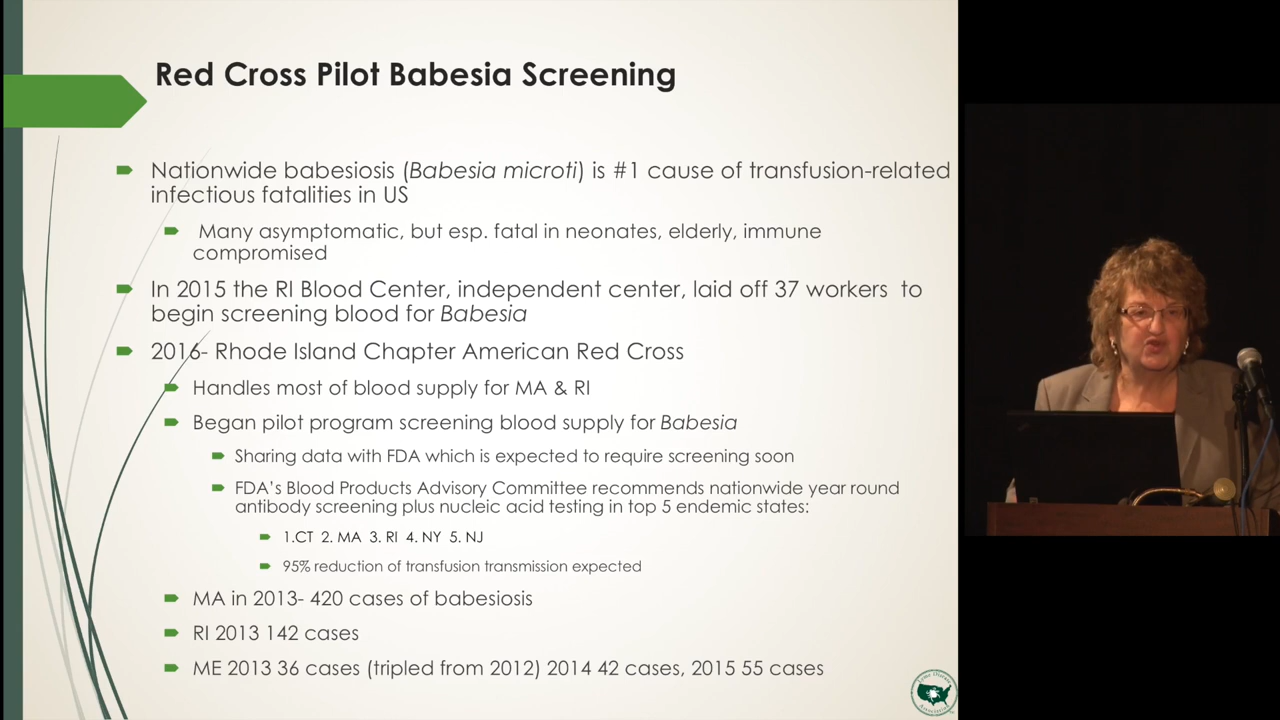 Red Cross Pilot Babesia Screening
Nationwide babesiosis (Babesia microti) is #1 cause of transfusion-related
infectious fatalities in US
Many asymptomatic, but esp. fatal in neonates, elderly, immune
compromised
In 2015 the RI Blood Center, independent center, laid off 37 workers to
begin screening blood for Babesia
2016- Rhode Island Chapter American Red Cross
Handles most of blood supply for MA & RI
Began pilot program screening blood supply for Babesia
Sharing data with FDA which is expected to require screening soon
FDA's Blood Products Advisory Committee recommends nationwide year round
antibody screening plus nucleic acid testing in top 5 endemic states:
1.CT 2. MA 3. RI 4. NY 5. NJ
95% reduction of transfusion transmission expected
MA in 2013- 420 cases of babesiosis
RI 2013 142 cases
ME 2013 36 cases (tripled from 2012) 2014 42 cases, 2015 55 cases
Lyme Disease
Association